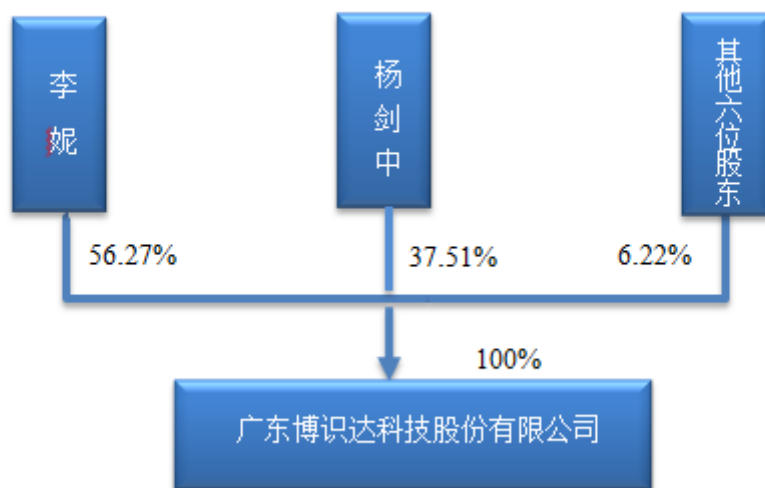 李妮
杨剑中
其他六位股东
56.27%
37.51%
6.22%
100%
广东博识达科技股份有限公司